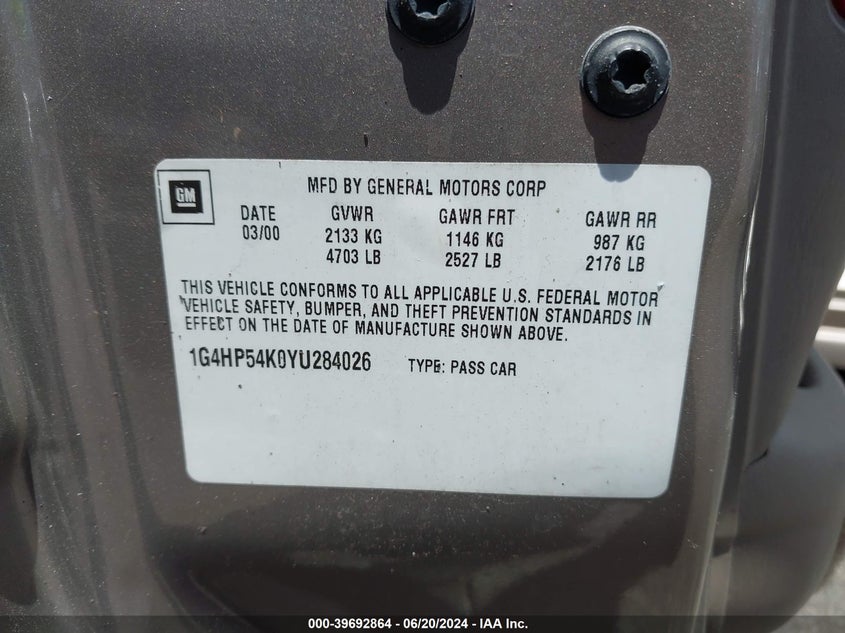 GM
MFD BY GENERAL MOTORS CORP
DATE GVWR GAWR FRT GAWR RR
03/00 2133 KG 1146 KG 987 KG
4703 LB 2527 LB 2176 LB
THIS VEHICLE CONFORMS TO ALL APPLICABLE U.S. FEDERAL MOTOR
VEHICLE SAFETY, BUMPER, AND THEFT PREVENTION STANDARDS IN
EFFECT ON THE DATE OF MANUFACTURE SHOWN ABOVE.
1G4HP54K0YU284026 TYPE: PASS CAR
000-39692864 - 06/20/2024 - IAA Inc.